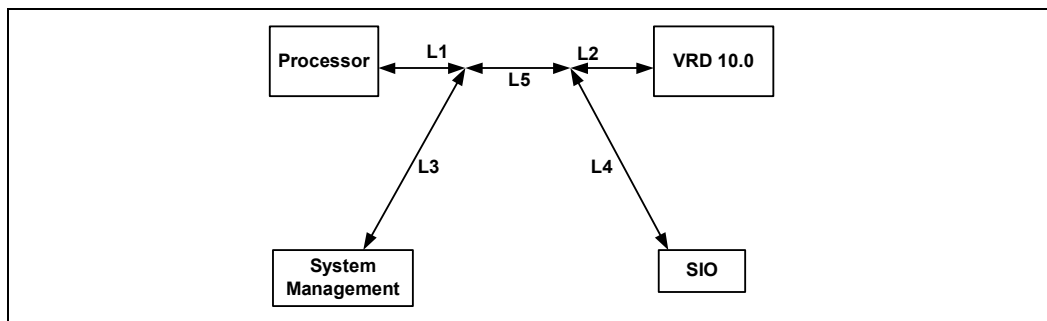 Processor
L1
L5
L2
VRD 10.0
L3
L4
System
Management
SIO